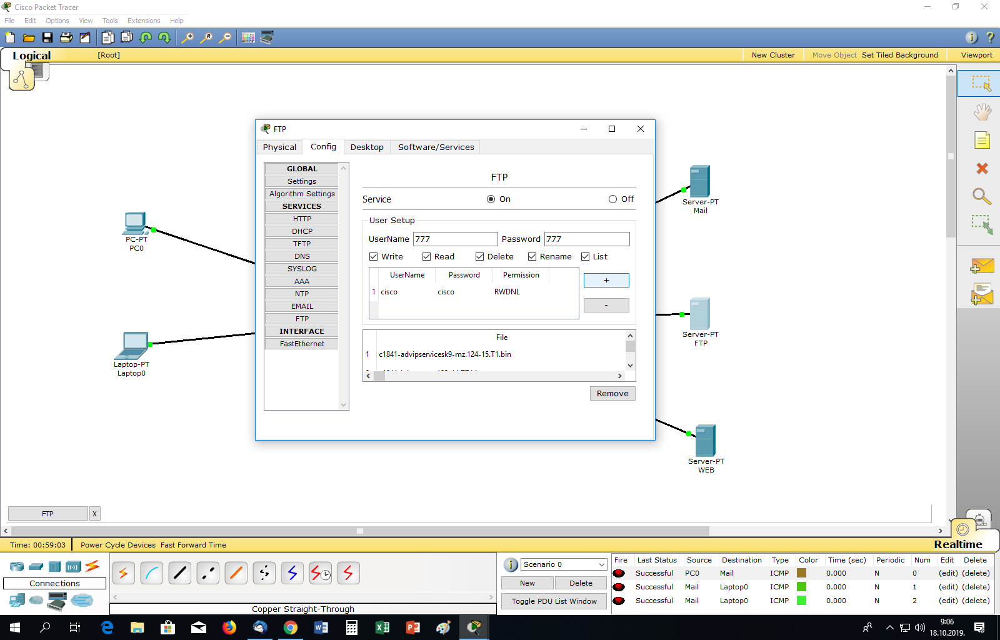 Cisco Packet Tracer
File Edit Options View Tools Extensions Help
Logical [Root] New Cluster Move Object Set Tiled Background Viewport
FTP
Physical Config Desktop Software/Services
GLOBAL
Settings
Algorithm Settings
SERVICES
HTTP
DHCP
TFTP
DNS
SYSLOG
AAA
NTP
EMAIL
FTP
INTERFACE
FastEthernet
FTP
Service On Off
User Setup
UserName 777 Password 777
Write Read Delete Rename List
UserName Password Permission
1 cisco cisco RWDNL
+
-
File
1 c1841-advipservicesk9-mz.124-15.T1.bin
Remove
PC-PT
PC0
Laptop-PT
Laptop0
Server-PT
Mail
Server-PT
FTP
Server-PT
WEB
FTP X
Time: 00:59:03 Power Cycle Devices Fast Forward Time Realtime
Connections
Copper Straight-Through
Scenario 0
New Delete
Toggle PDU List Window
Fire Last Status Source Destination Type Color Time (sec) Periodic Num Edit Delete
Successful PC0 Mail ICMP 0.000 N 0 (edit) (delete)
Successful Mail Laptop0 ICMP 0.000 N 1 (edit) (delete)
Successful Mail Laptop0 ICMP 0.000 N 2 (edit) (delete)
9:06
18.10.2019.